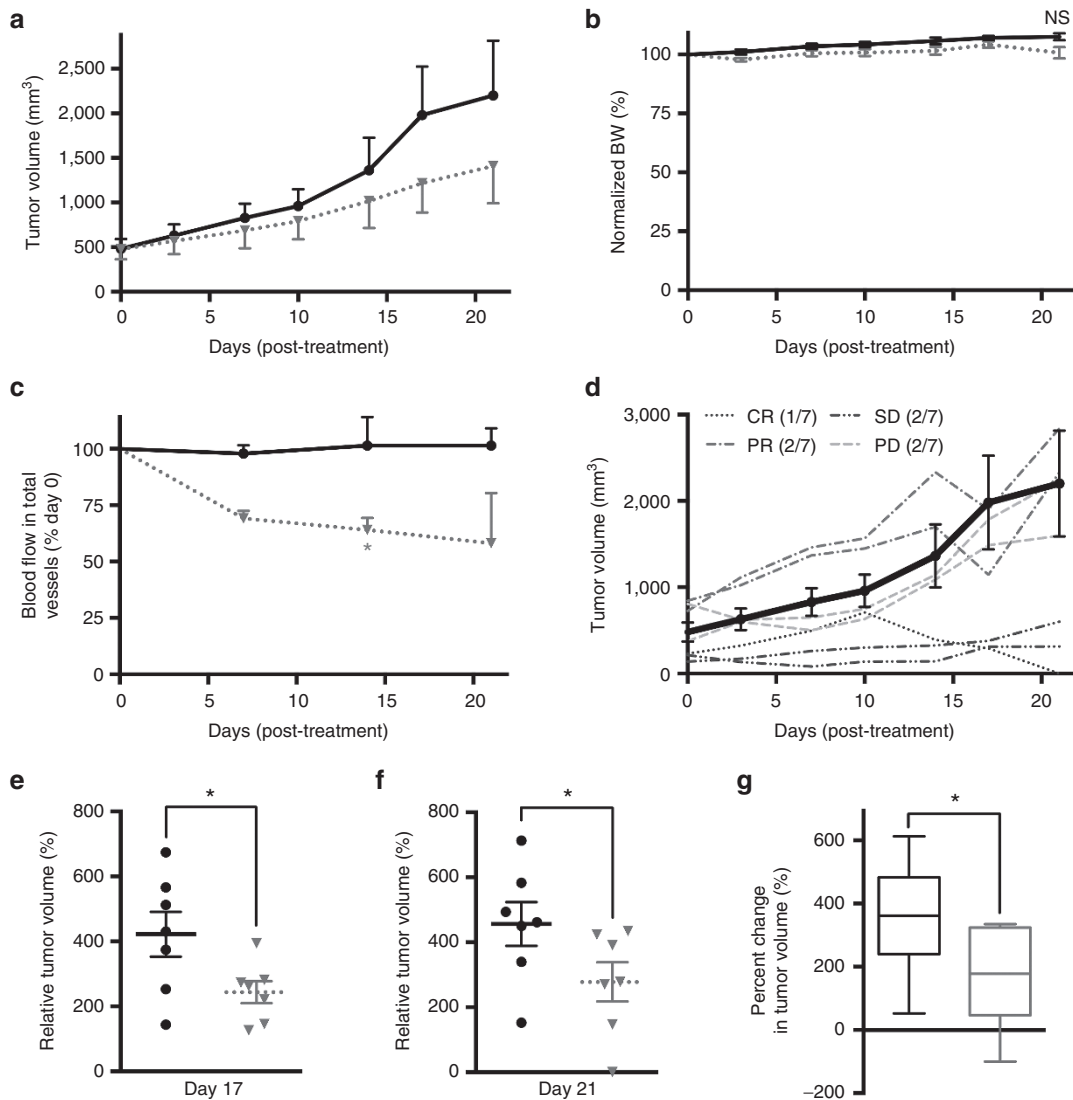 a
Tumor volume (mm³)
2,500
2,000
1,500
1,000
500
0
0 5 10 15 20
Days (post-treatment)
b
NS
Normalized BW (%)
100
75
50
25
0
0 5 10 15 20
Days (post-treatment)
c
Blood flow in total
vessels (% day 0)
100
75
50
25
0
*
0 5 10 15 20
Days (post-treatment)
d
Tumor volume (mm³)
3,000
2,000
1,000
0
CR (1/7) SD (2/7)
PR (2/7) PD (2/7)
0 5 10 15 20
Days (post-treatment)
e
Relative tumor volume (%)
800
600
400
200
0
*
Day 17
f
Relative tumor volume (%)
800
600
400
200
0
*
Day 21
g
Percent change
in tumor volume (%)
600
400
200
0
−200
*